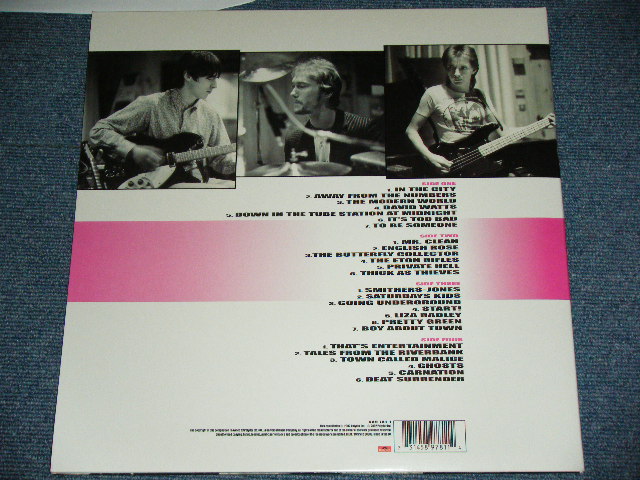 SIDE ONE
1. IN THE CITY
2. AWAY FROM THE NUMBERS
3. THE MODERN WORLD
4. DAVID WATTS
5. DOWN IN THE TUBE STATION AT MIDNIGHT
6. IT'S TOO BAD
7. TO BE SOMEONE
SIDE TWO
1. MR. CLEAN
2. ENGLISH ROSE
3. THE BUTTERFLY COLLECTOR
4. THE ETON RIFLES
5. PRIVATE HELL
6. THICK AS THIEVES
SIDE THREE
1. SMITHERS JONES
2. SATURDAYS KIDS
3. GOING UNDERGROUND
4. START!
5. LIZA RADLEY
6. PRETTY GREEN
7. BOY ABOUT TOWN
SIDE FOUR
1. THAT'S ENTERTAINMENT
2. TALES FROM THE RIVERBANK
3. TOWN CALLED MALICE
4. GHOSTS
5. CARNATION
6. BEAT SURRENDER